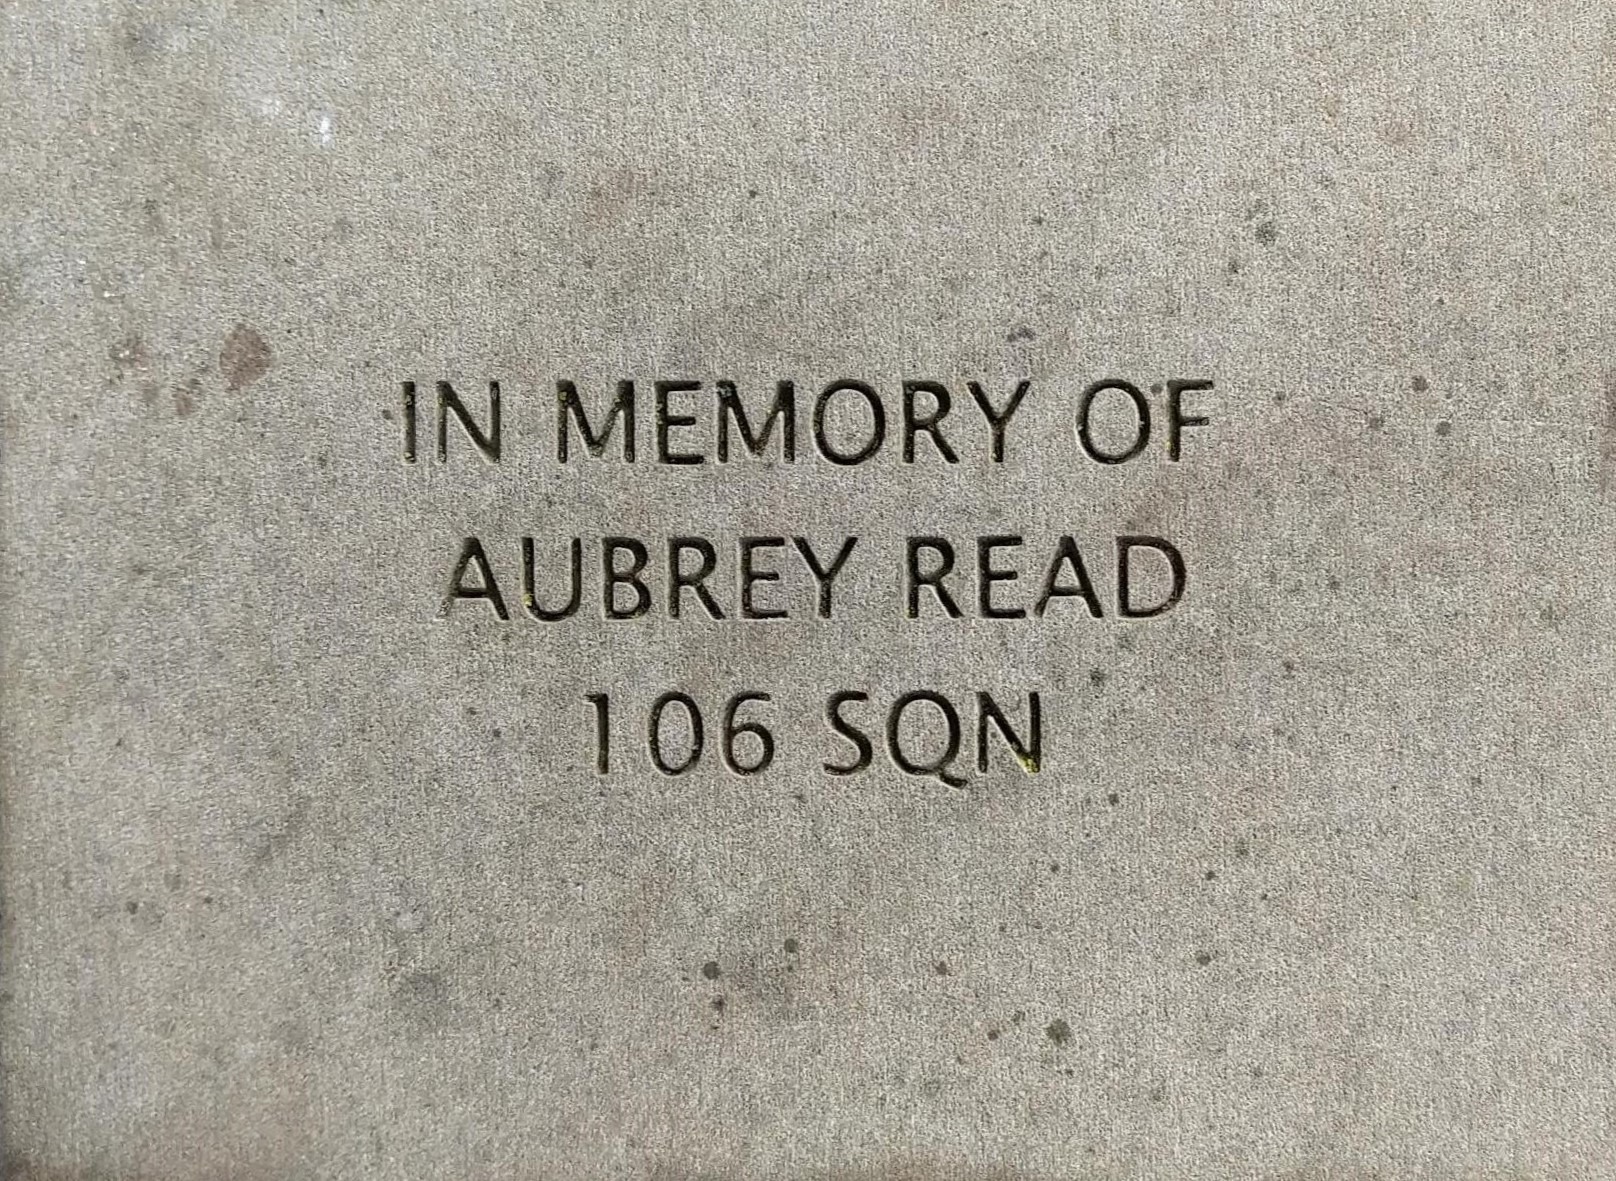 IN MEMORY OF
AUBREY READ
106 SQN